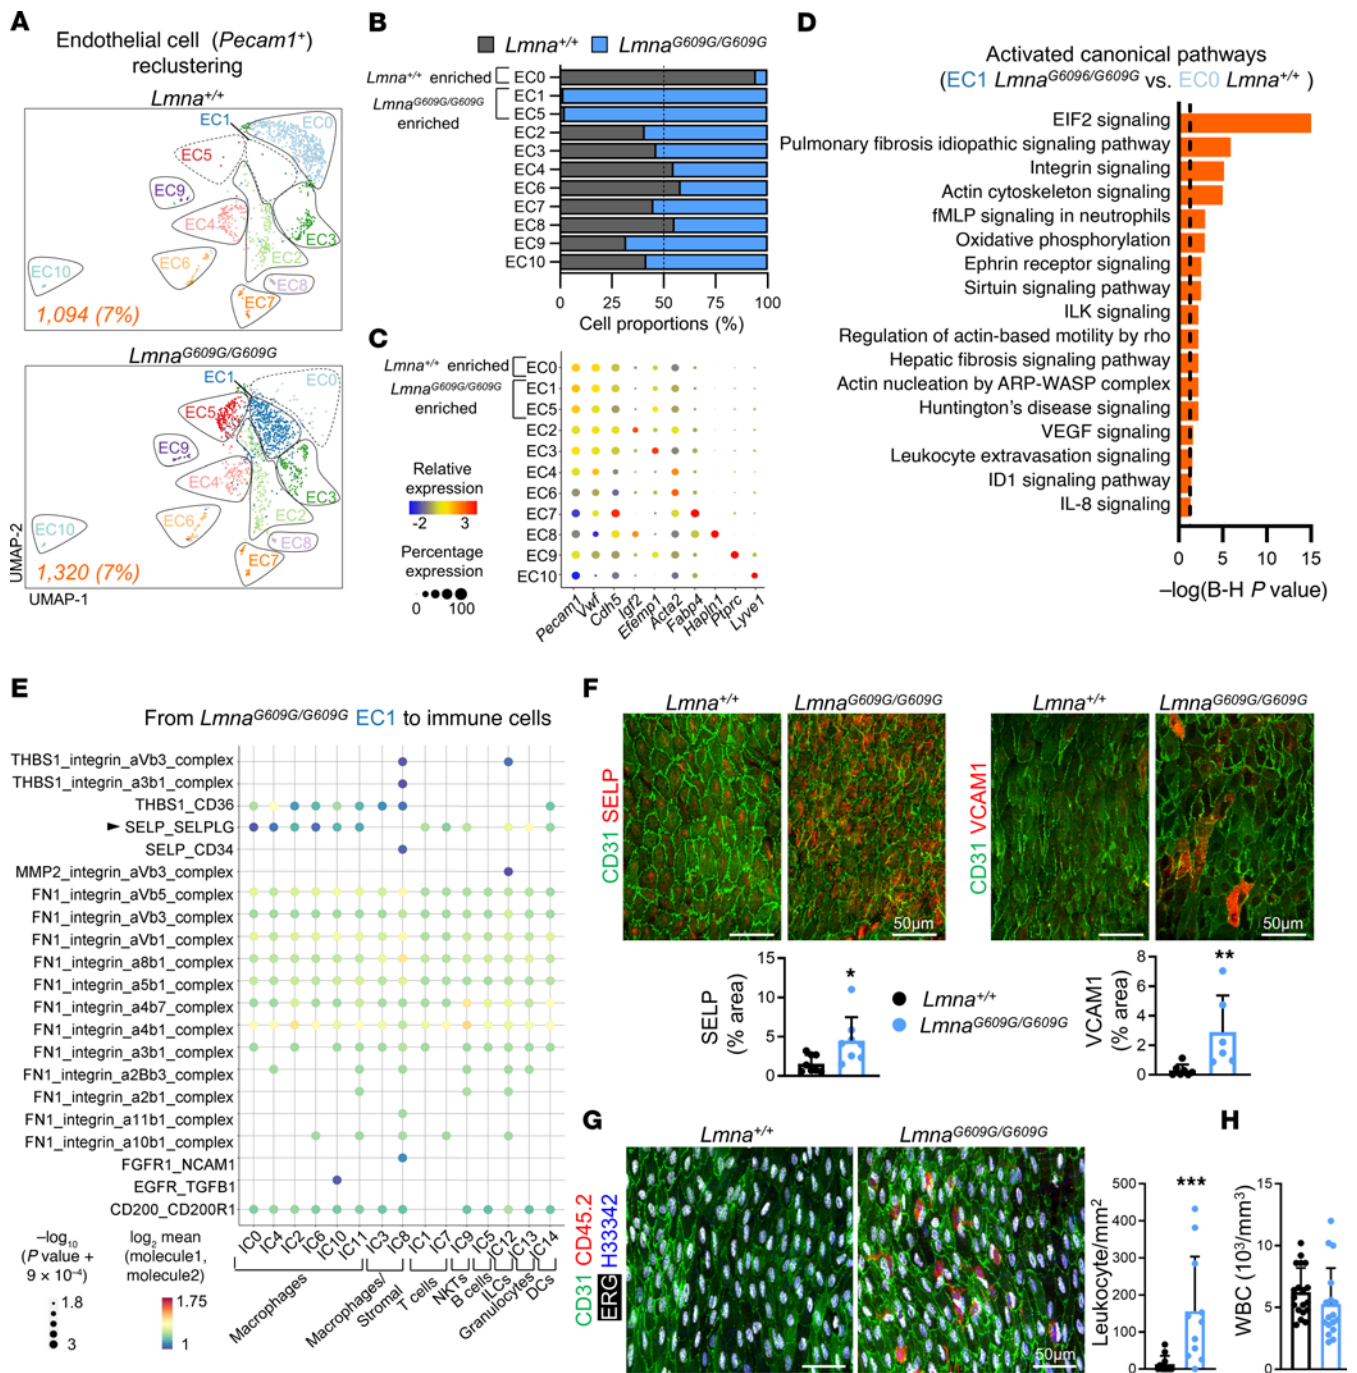 A
Endothelial cell (Pecam1+)
reclustering
Lmna+/+
EC1
EC0
EC5
EC9
EC4
EC3
EC6
EC2
EC10
EC8
EC7
1,094 (7%)
LmnaG609G/G609G
EC1
EC0
EC5
EC9
EC4
EC3
EC2
EC10
EC6
EC8
EC7
1,320 (7%)
UMAP-2
UMAP-1
B
Lmna+/+
LmnaG609G/G609G
Lmna+/+ enriched
LmnaG609G/G609G
enriched
EC0
EC1
EC5
EC2
EC3
EC4
EC6
EC7
EC8
EC9
EC10
0 25 50 75 100
Cell proportions (%)
C
Lmna+/+ enriched
LmnaG609G/G609G
enriched
EC0
EC1
EC5
EC2
EC3
EC4
EC6
EC7
EC8
EC9
EC10
Relative
expression
-2 3
Percentage
expression
0 100
Pecam1
Vwf
Cdh5
Igf2
Efemp1
Acta2
Fabp4
Hapln1
Ptprc
Lyve1
D
Activated canonical pathways
(EC1 LmnaG6096/G609G vs. EC0 Lmna+/+ )
EIF2 signaling
Pulmonary fibrosis idiopathic signaling pathway
Integrin signaling
Actin cytoskeleton signaling
fMLP signaling in neutrophils
Oxidative phosphorylation
Ephrin receptor signaling
Sirtuin signaling pathway
ILK signaling
Regulation of actin-based motility by rho
Hepatic fibrosis signaling pathway
Actin nucleation by ARP-WASP complex
Huntington's disease signaling
VEGF signaling
Leukocyte extravasation signaling
ID1 signaling pathway
IL-8 signaling
0 5 10 15
–log(B-H P value)
E
From LmnaG609G/G609G EC1 to immune cells
THBS1_integrin_aVb3_complex
THBS1_integrin_a3b1_complex
THBS1_CD36
SELP_SELPLG
SELP_CD34
MMP2_integrin_aVb3_complex
FN1_integrin_aVb5_complex
FN1_integrin_aVb3_complex
FN1_integrin_aVb1_complex
FN1_integrin_a8b1_complex
FN1_integrin_a5b1_complex
FN1_integrin_a4b7_complex
FN1_integrin_a4b1_complex
FN1_integrin_a3b1_complex
FN1_integrin_a2Bb3_complex
FN1_integrin_a2b1_complex
FN1_integrin_a11b1_complex
FN1_integrin_a10b1_complex
FGFR1_NCAM1
EGFR_TGFB1
CD200_CD200R1
IC0 IC4 IC2 IC6 IC10 IC11 IC3 IC8 IC1 IC7 IC9 IC5 IC12 IC13 IC14
Macrophages
Macrophages/
Stromal
T cells
NKTs
B cells
ILCs
Granulocytes
DCs
–log10
(P value +
9 × 10–4)
1.8
3
log2 mean
(molecule1,
molecule2)
1.75
1
F
Lmna+/+
LmnaG609G/G609G
CD31 SELP
50µm
Lmna+/+
LmnaG609G/G609G
CD31 VCAM1
50µm
SELP
(% area)
15
10
5
0
*
Lmna+/+
LmnaG609G/G609G
VCAM1
(% area)
8
6
4
2
0
**
G
Lmna+/+
LmnaG609G/G609G
CD31 CD45.2
ERG H33342
50µm
Leukocyte/mm2
500
400
300
200
100
0
***
H
WBC (103/mm3)
15
10
5
0